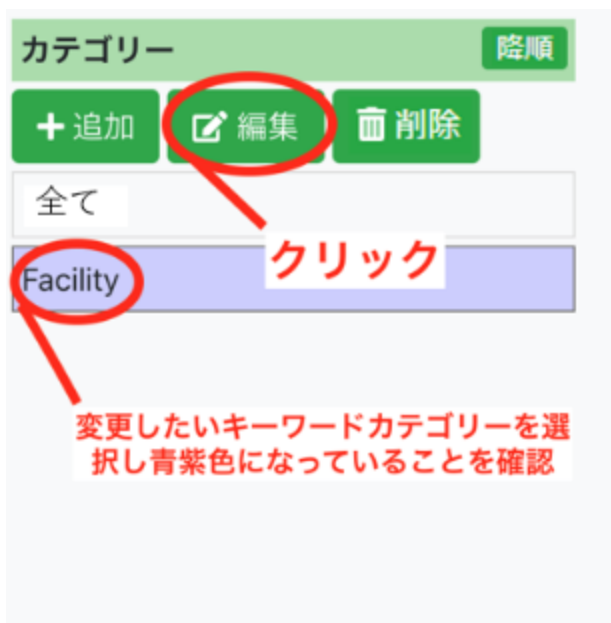 カテゴリー 降順
追加 編集 削除
全て
クリック
Facility
変更したいキーワードカテゴリーを選
択し青紫色になっていることを確認